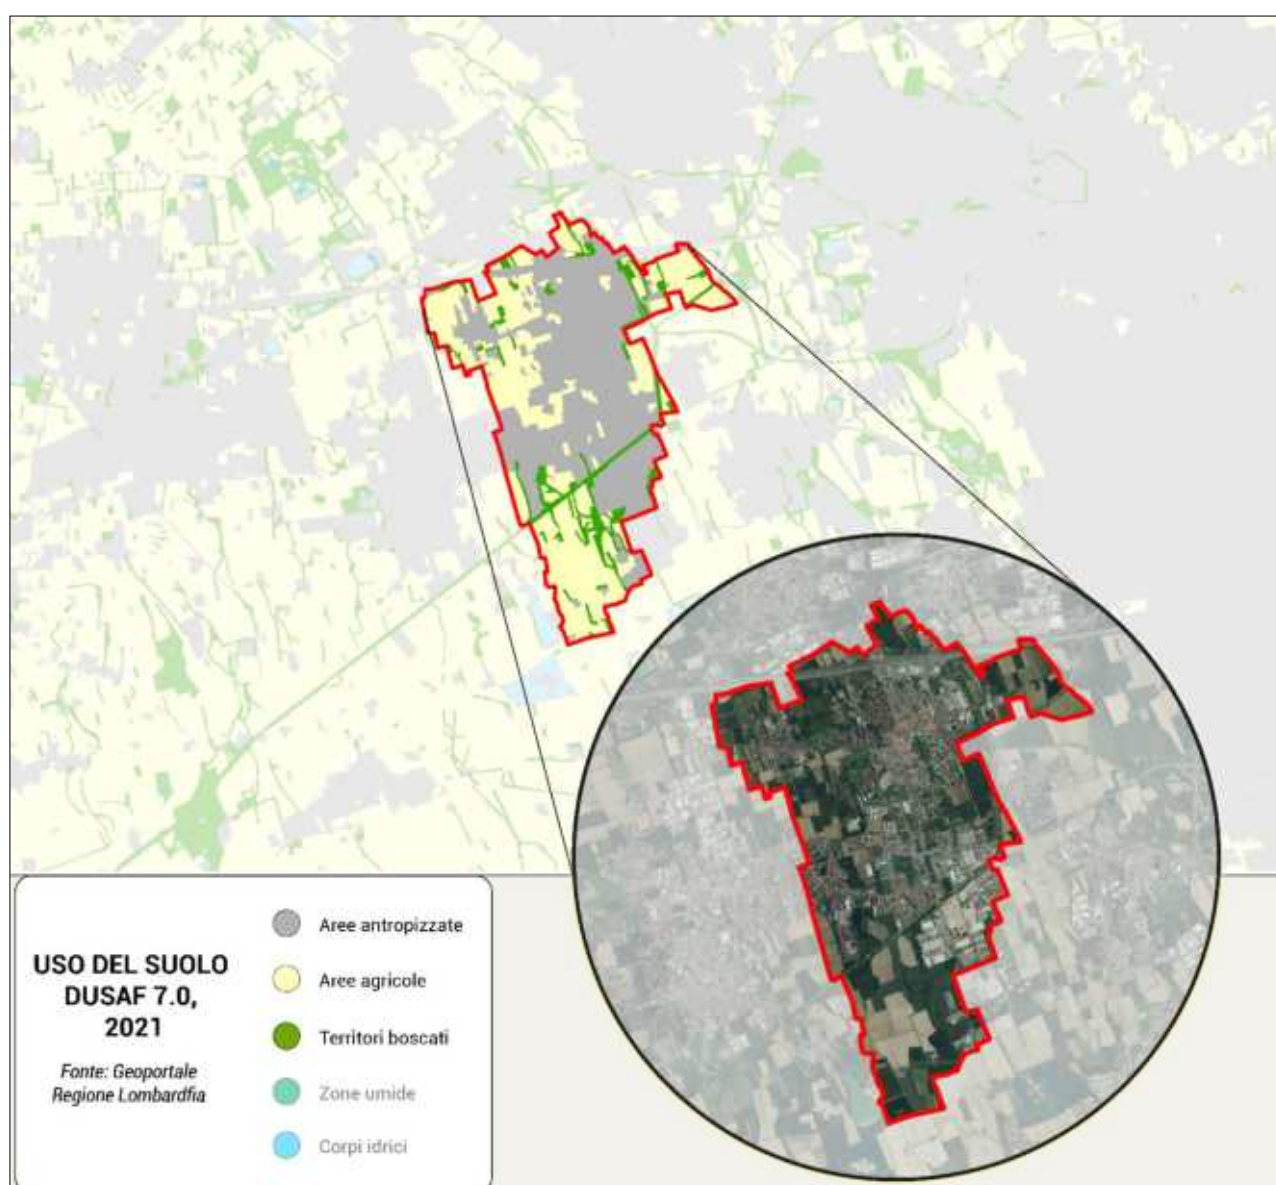 USO DEL SUOLO
DUSAF 7.0,
2021
Fonte: Geoportale
Regione Lombardfia
Aree antropizzate
Aree agricole
Territori boscati
Zone umide
Corpi idrici